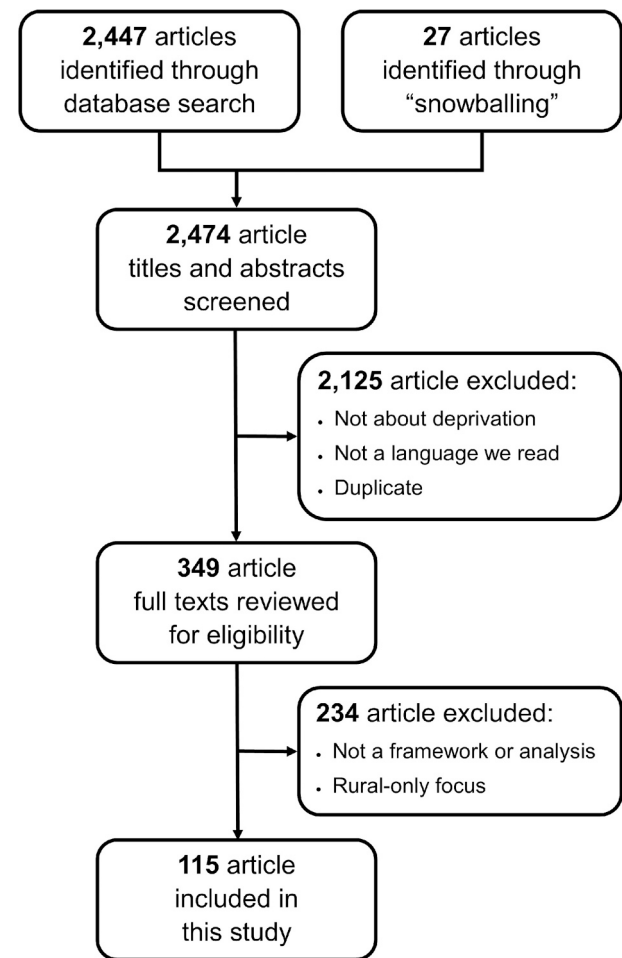 2,447 articles
identified through
database search
27 articles
identified through
“snowballing”
2,474 article
titles and abstracts
screened
2,125 article excluded:
• Not about deprivation
• Not a language we read
• Duplicate
349 article
full texts reviewed
for eligibility
234 article excluded:
• Not a framework or analysis
• Rural-only focus
115 article
included in
this study